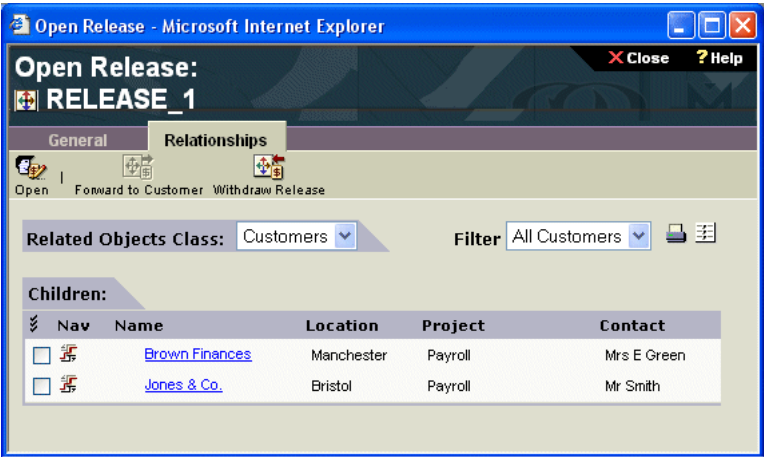 Open Release - Microsoft Internet Explorer
Open Release:
RELEASE_1
Close ? Help
General Relationships
Open | Forward to Customer Withdraw Release
Related Objects Class: Customers Filter All Customers
Children:
Nav Name Location Project Contact
Brown Finances Manchester Payroll Mrs E Green
Jones & Co. Bristol Payroll Mr Smith